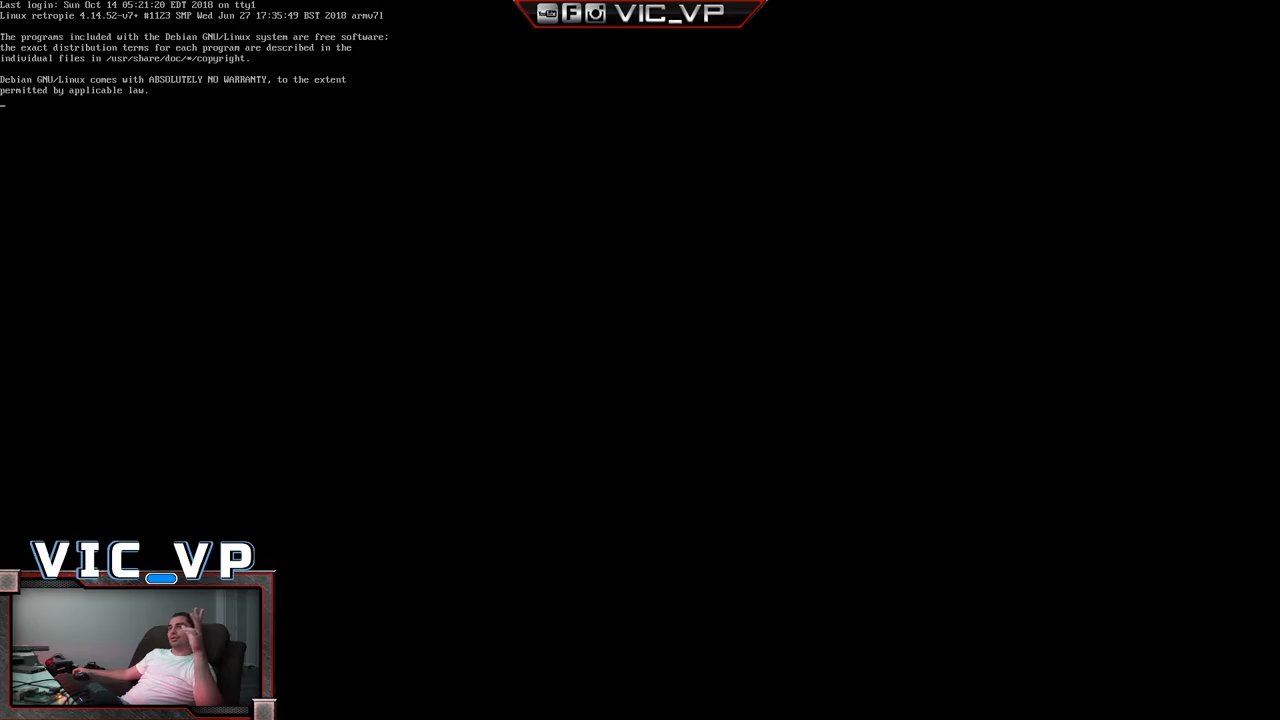 Last login: Sun Oct 14 05:21:20 EDT 2018 on tty1
Linux retropie 4.14.52-v7+ #1123 SMP Wed Jun 27 17:35:49 BST 2018 armv7l
The programs included with the Debian GNU/Linux system are free software;
the exact distribution terms for each program are described in the
individual files in /usr/share/doc/*/copyright.
Debian GNU/Linux comes with ABSOLUTELY NO WARRANTY, to the extent
permitted by applicable law.
VIC_VP
VIC_VP